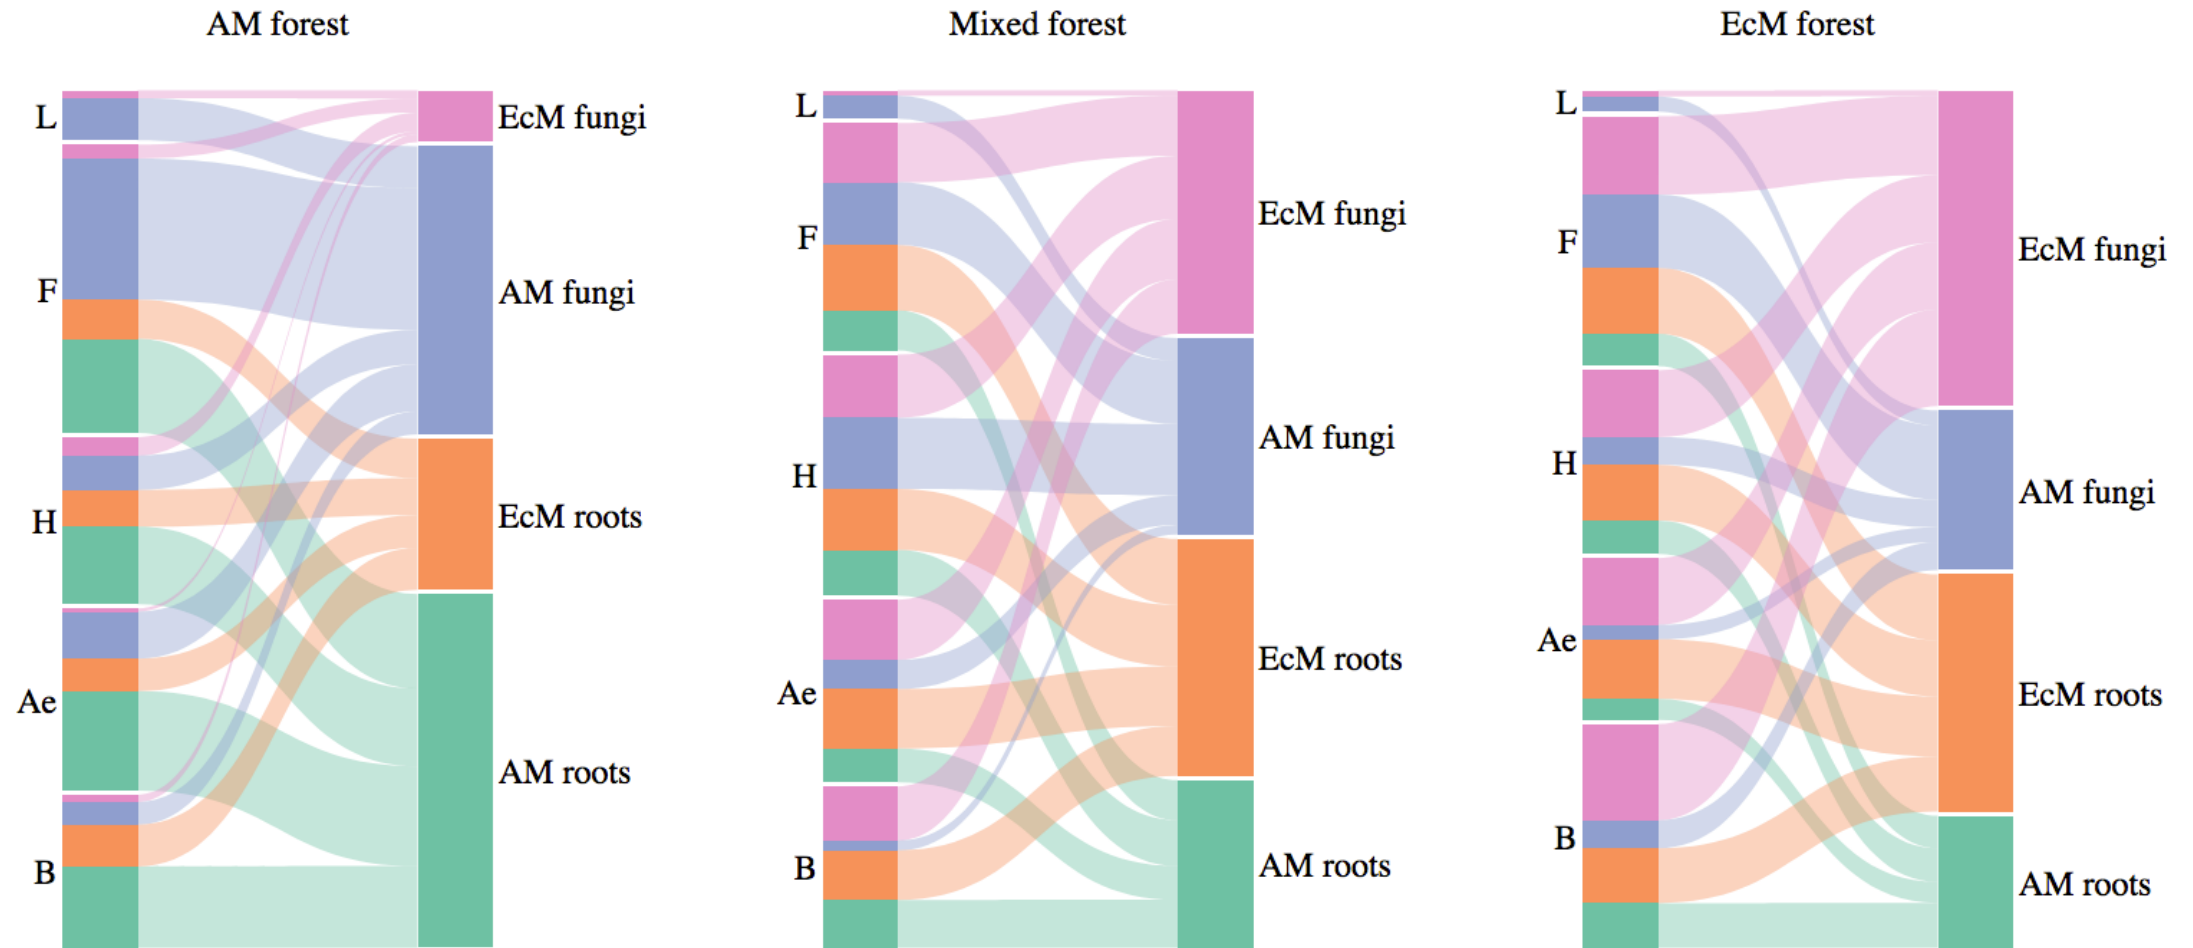 AM forest
L
F
H
Ae
B
EcM fungi
AM fungi
EcM roots
AM roots
Mixed forest
L
F
H
Ae
B
EcM fungi
AM fungi
EcM roots
AM roots
EcM forest
L
F
H
Ae
B
EcM fungi
AM fungi
EcM roots
AM roots